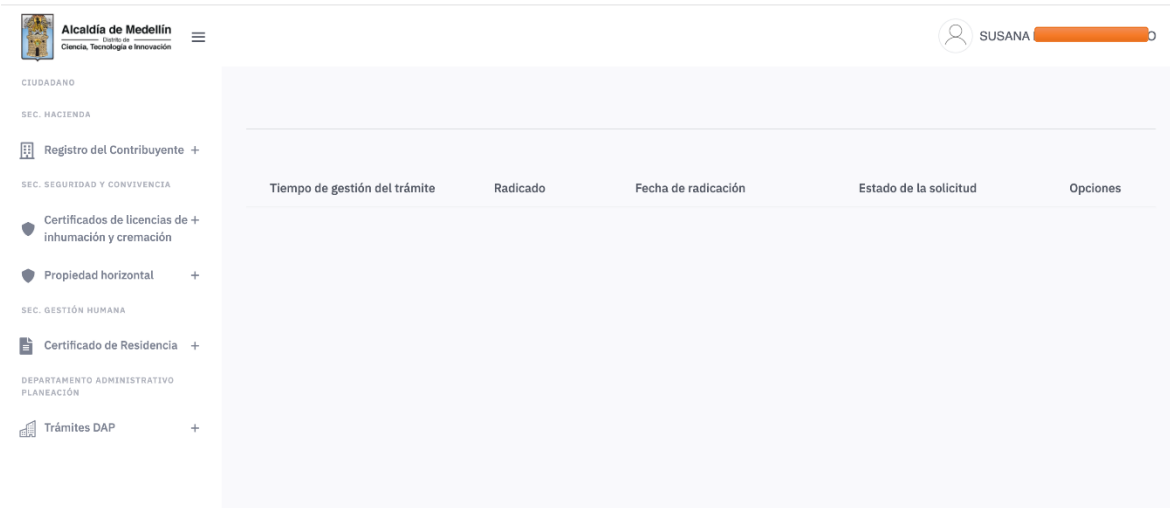 Alcaldía de Medellín
Distrito de
Ciencia, Tecnología e Innovación
SUSANA
CIUDADANO
SEC. HACIENDA
Registro del Contribuyente +
SEC. SEGURIDAD Y CONVIVENCIA
Certificados de licencias de +
inhumación y cremación
Propiedad horizontal +
SEC. GESTIÓN HUMANA
Certificado de Residencia +
DEPARTAMENTO ADMINISTRATIVO
PLANEACIÓN
Trámites DAP +
Tiempo de gestión del trámite Radicado Fecha de radicación Estado de la solicitud Opciones